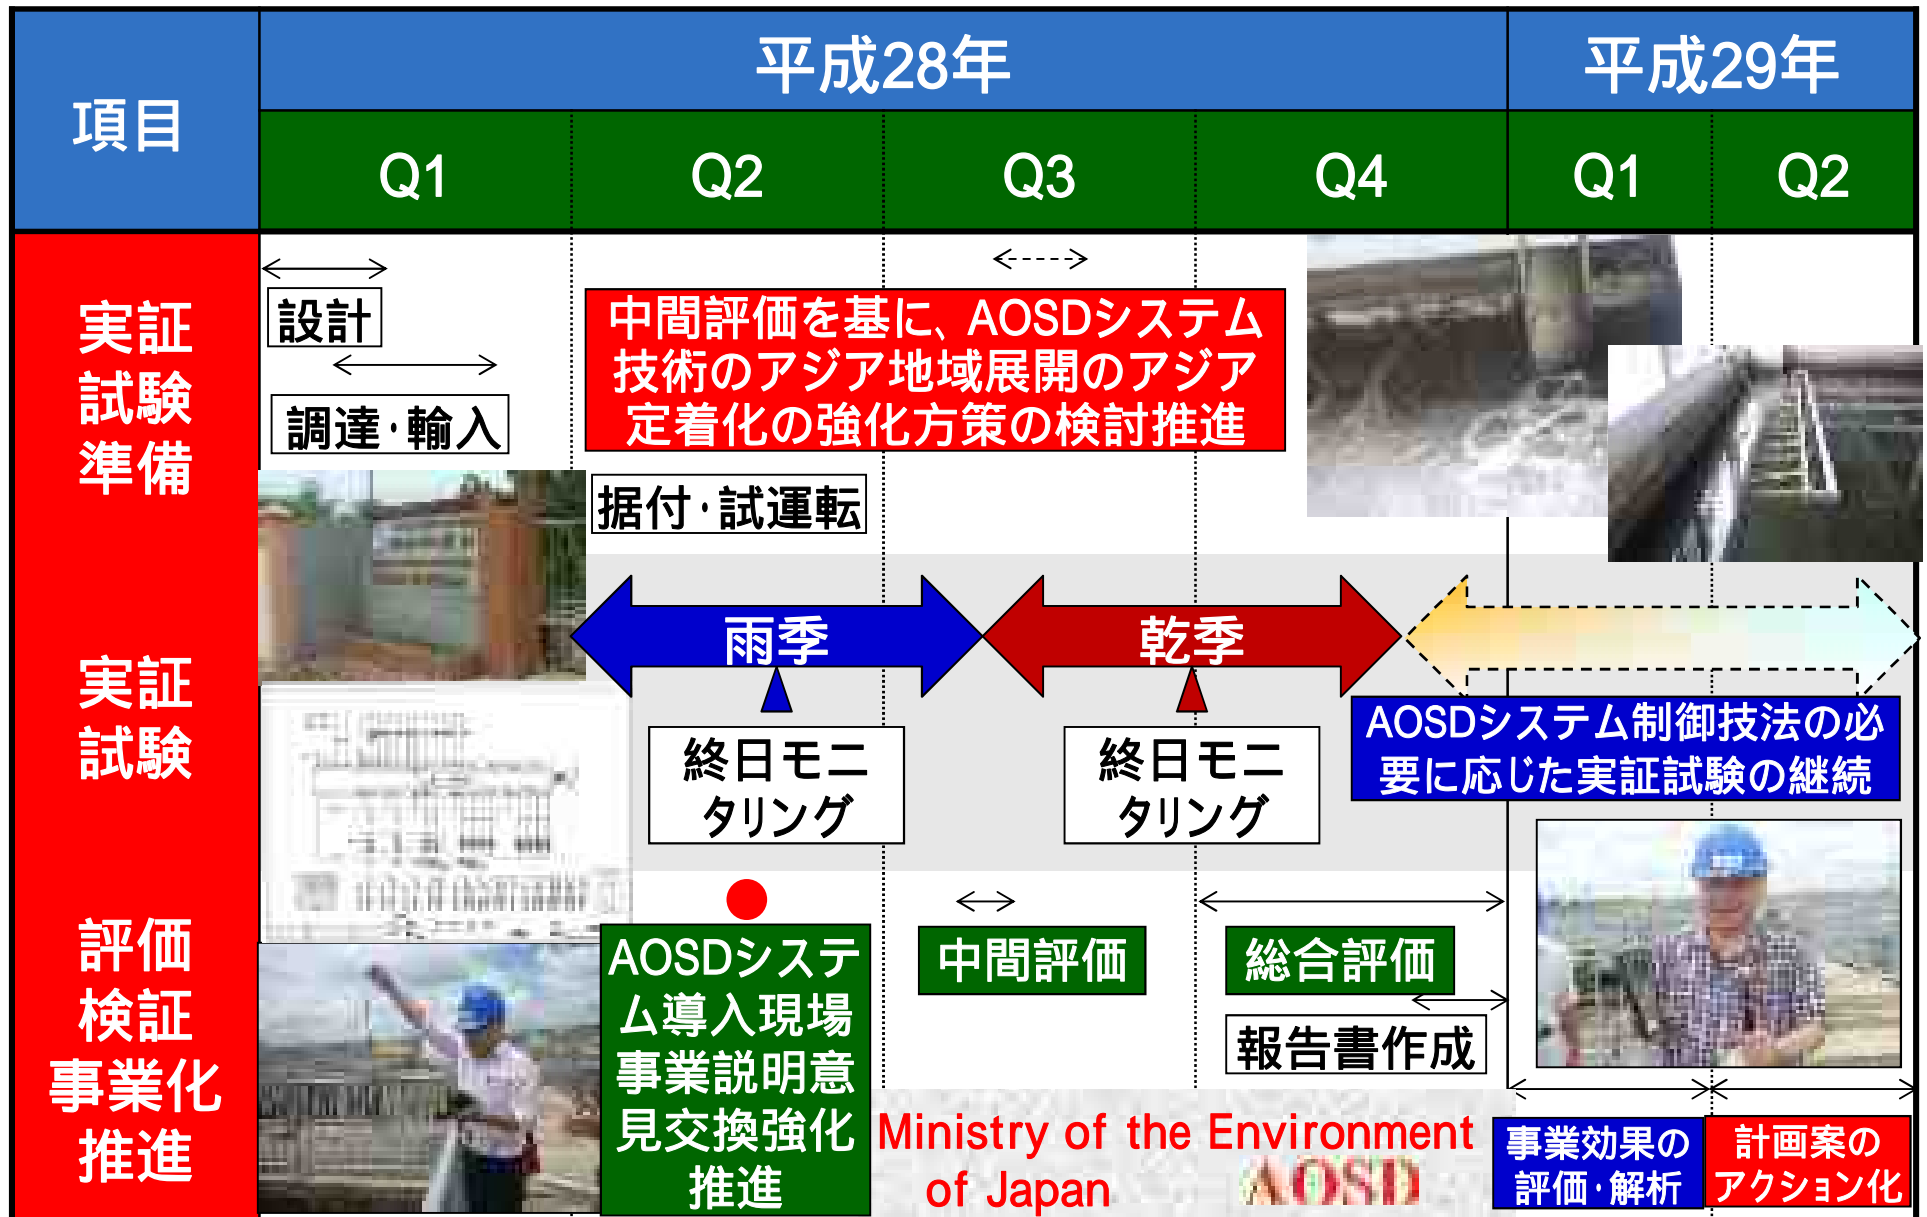 項目
平成28年
平成29年
Q1
Q2
Q3
Q4
Q1
Q2
実証
試験
準備
設計
調達・輸入
中間評価を基に、AOSDシステム
技術のアジア地域展開のアジア
定着化の強化方策の検討推進
据付・試運転
実証
試験
雨季
乾季
終日モニ
タリング
終日モニ
タリング
AOSDシステム制御技法の必
要に応じた実証試験の継続
評価
検証
事業化
推進
AOSDシステ
ム導入現場
事業説明意
見交換強化
推進
中間評価
総合評価
報告書作成
Ministry of the Environment
of Japan
AOSD
事業効果の
評価・解析
計画案の
アクション化